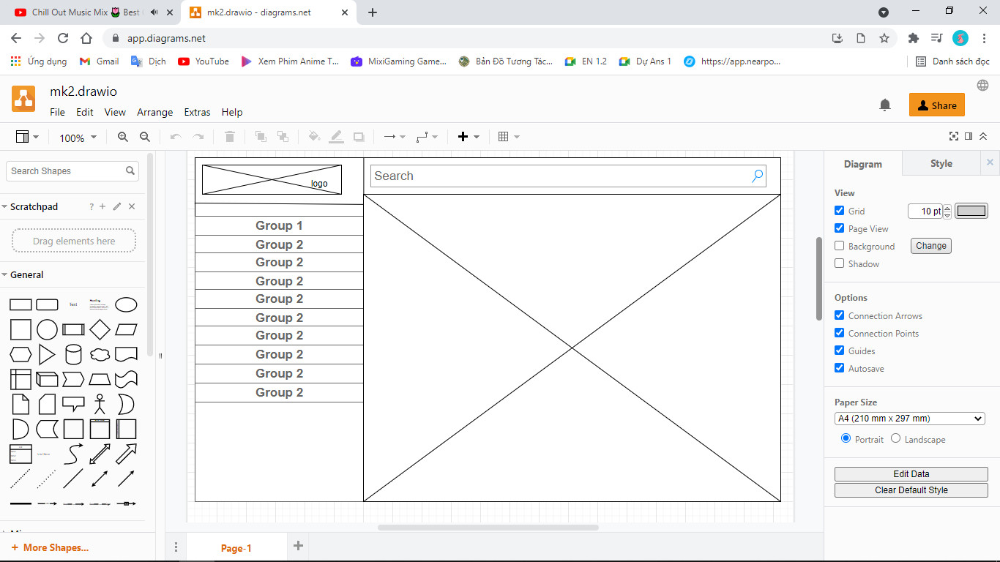 Chill Out Music Mix 🌷 Best
mk2.drawio - diagrams.net
app.diagrams.net
Ứng dụng
Gmail
Dịch
YouTube
Xem Phim Anime T...
MixiGaming Game...
Bản Đồ Tương Tác...
EN 1.2
Dự Ans 1
https://app.nearpo...
Danh sách đọc
mk2.drawio
File Edit View Arrange Extras Help
Share
100%
Search Shapes
Scratchpad
? + 
Drag elements here
General
Text
Heading
More Shapes...
logo
Search
Group 1
Group 2
Group 2
Group 2
Group 2
Group 2
Group 2
Group 2
Group 2
Group 2
Page-1
Diagram
Style
View
Grid
10 pt
Page View
Background
Change
Shadow
Options
Connection Arrows
Connection Points
Guides
Autosave
Paper Size
A4 (210 mm x 297 mm)
Portrait
Landscape
Edit Data
Clear Default Style